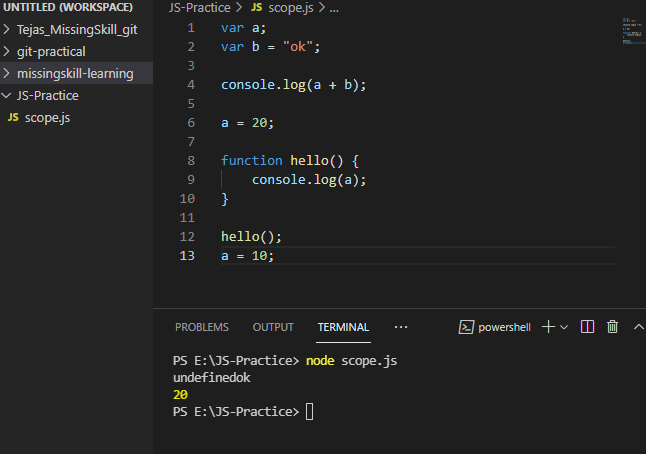 UNTITLED (WORKSPACE)
Tejas_MissingSkill_git
git-practical
missingskill-learning
JS-Practice
JS scope.js
JS-Practice > JS scope.js > ...
1 var a;
2 var b = "ok";
3
4 console.log(a + b);
5
6 a = 20;
7
8 function hello() {
9     console.log(a);
10 }
11
12 hello();
13 a = 10;
PROBLEMS OUTPUT TERMINAL ... powershell
PS E:\JS-Practice> node scope.js
undefinedok
20
PS E:\JS-Practice>